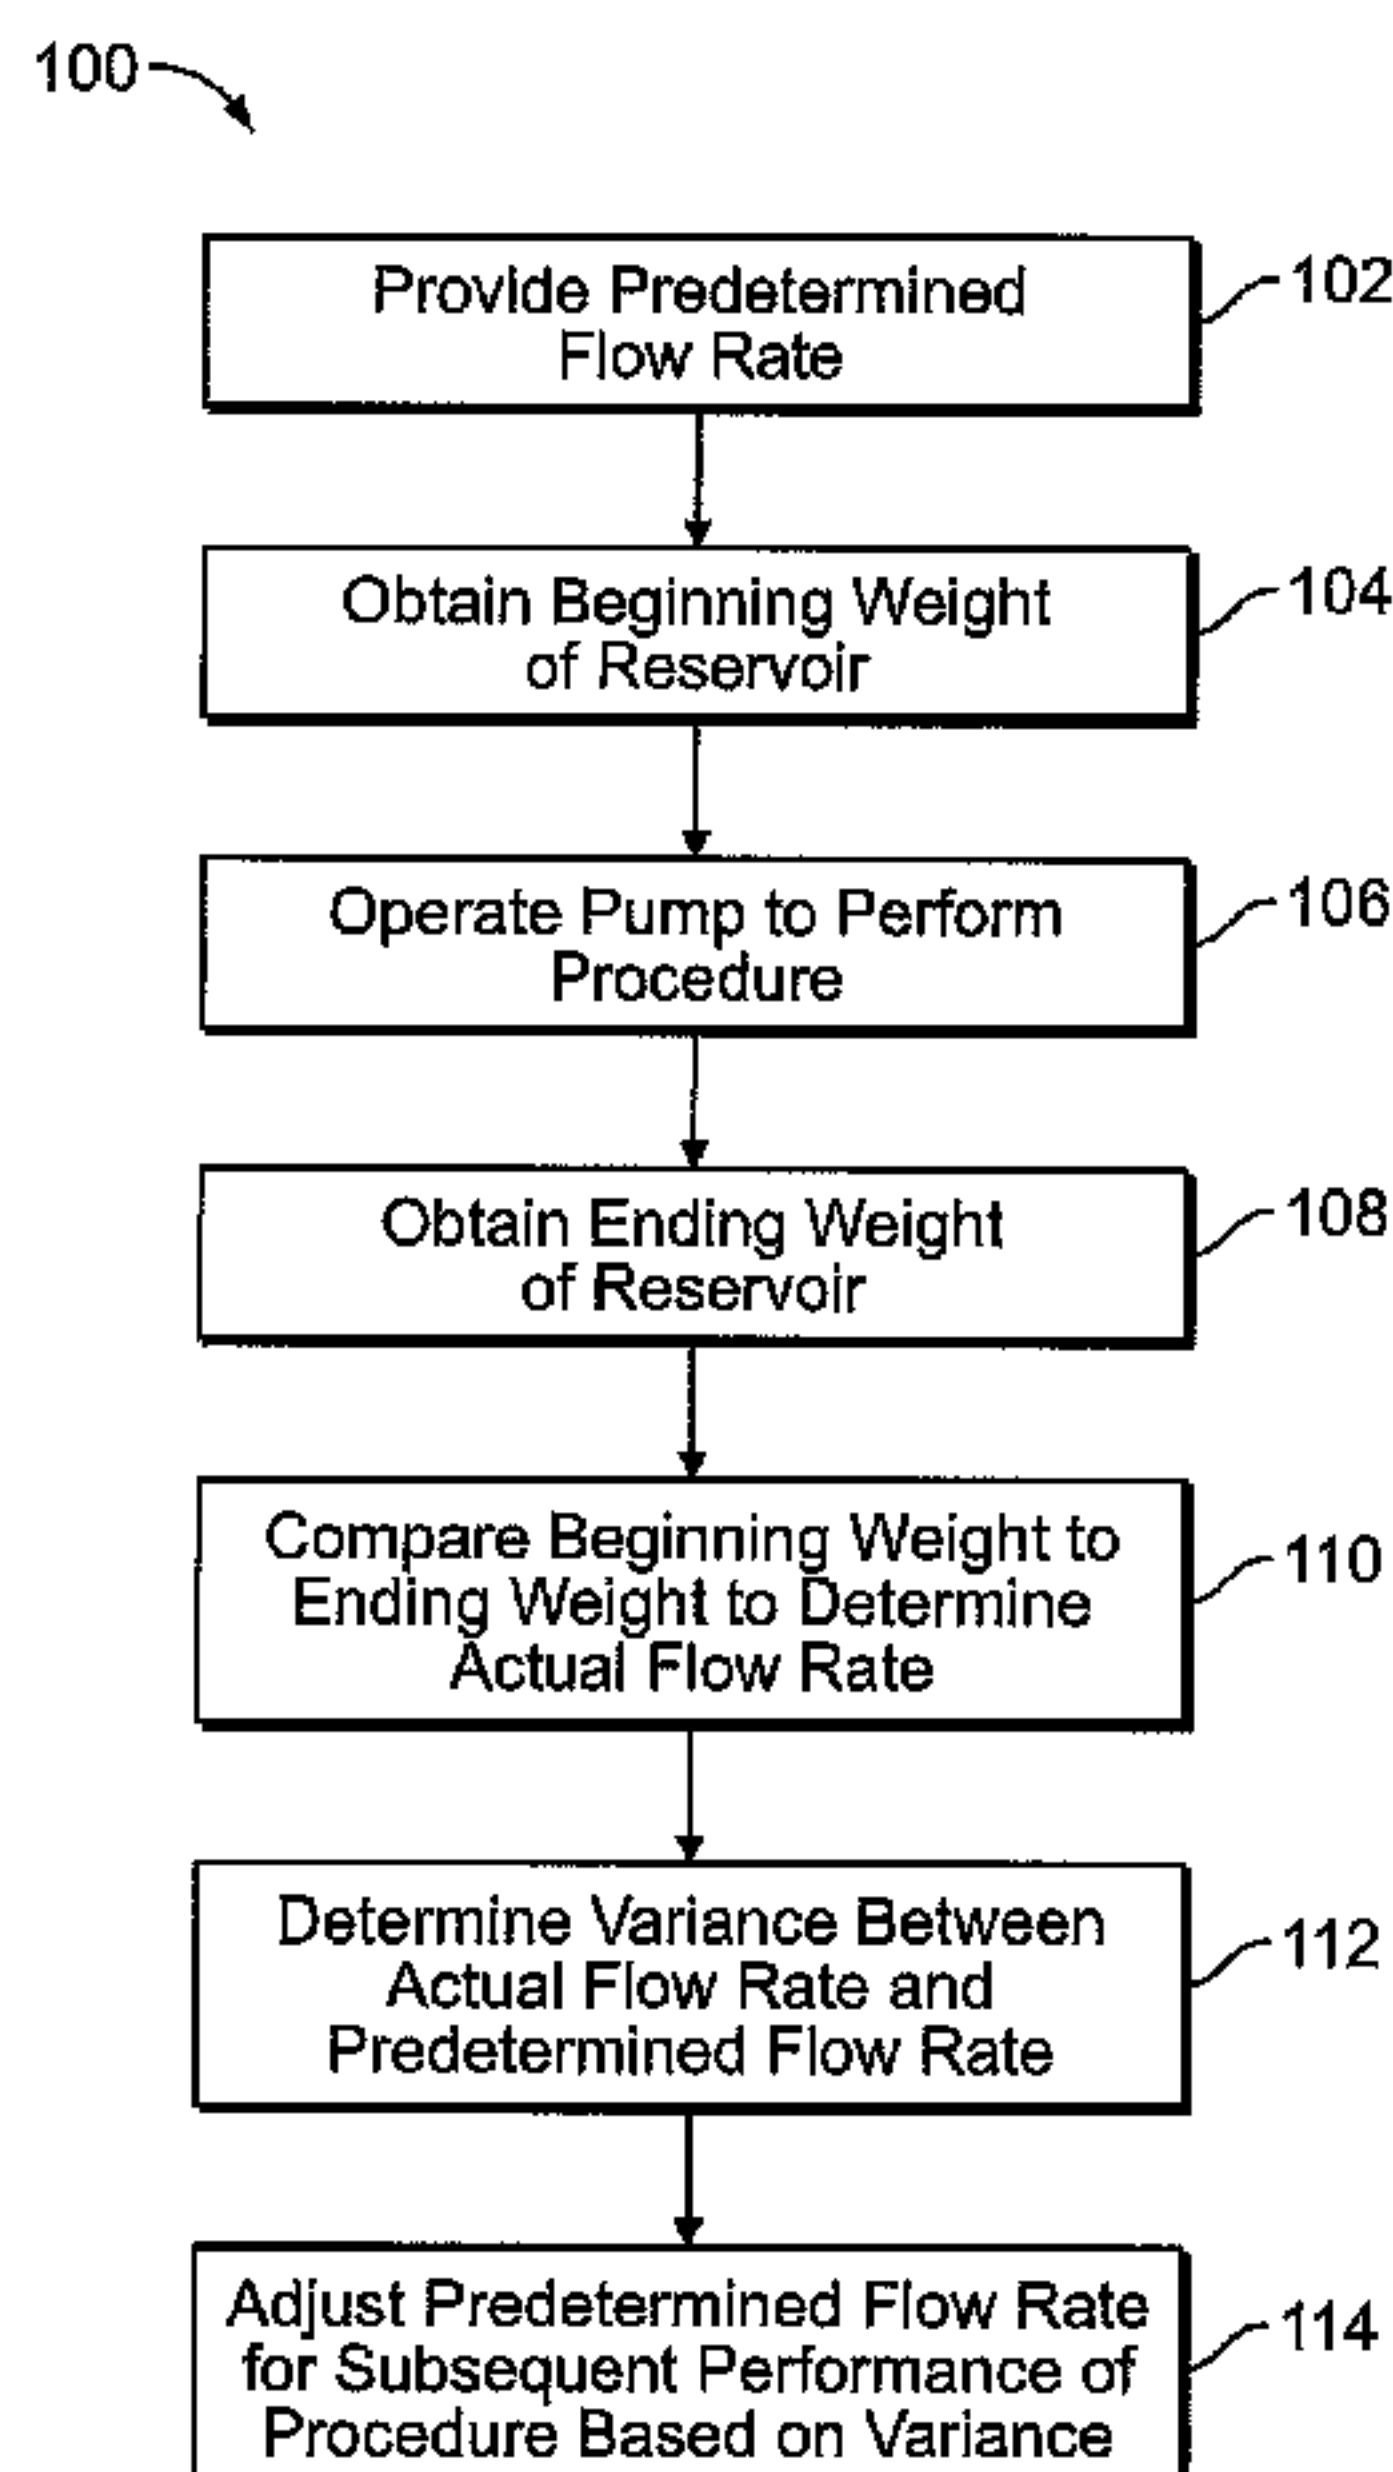 100
Provide Predetermined
Flow Rate
102
Obtain Beginning Weight
of Reservoir
104
Operate Pump to Perform
Procedure
106
Obtain Ending Weight
of Reservoir
108
Compare Beginning Weight to
Ending Weight to Determine
Actual Flow Rate
110
Determine Variance Between
Actual Flow Rate and
Predetermined Flow Rate
112
Adjust Predetermined Flow Rate
for Subsequent Performance of
Procedure Based on Variance
114